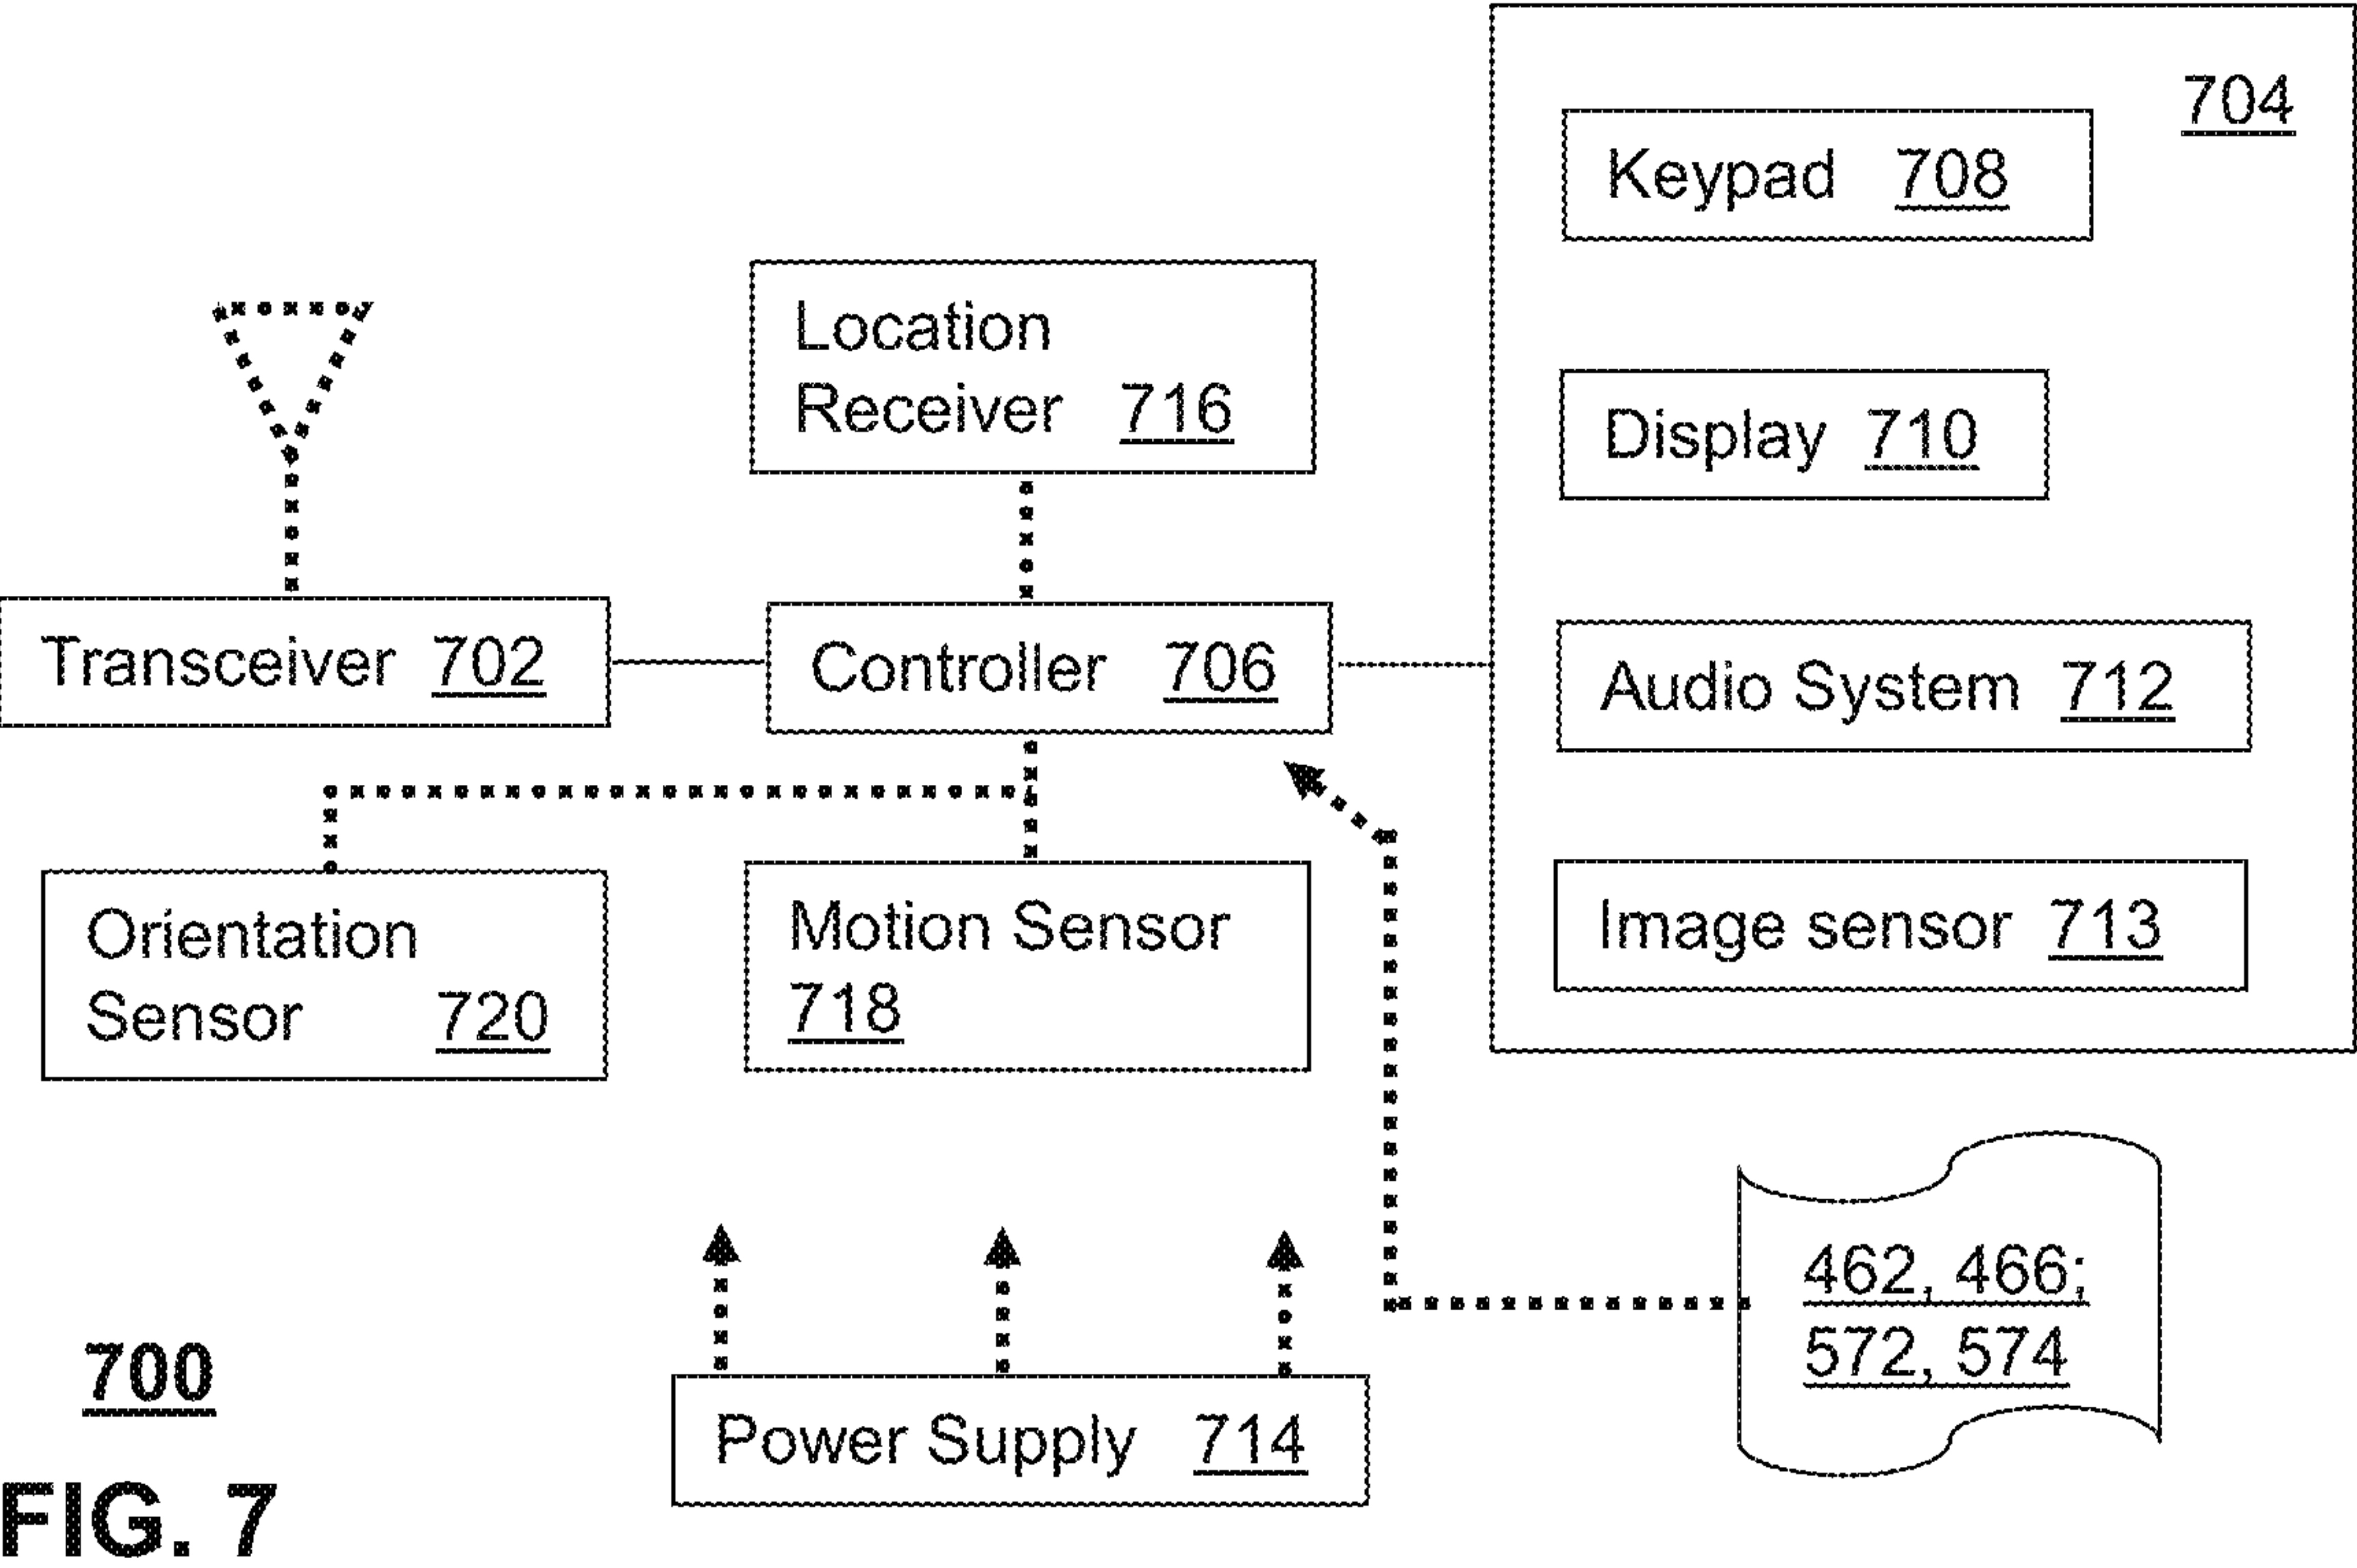 704
Keypad 708
Location
Receiver 716
Display 710
Transceiver 702
Controller 706
Audio System 712
Orientation
Sensor 720
Motion Sensor
718
Image sensor 713
462, 466;
572, 574
700
Power Supply 714
FIG. 7